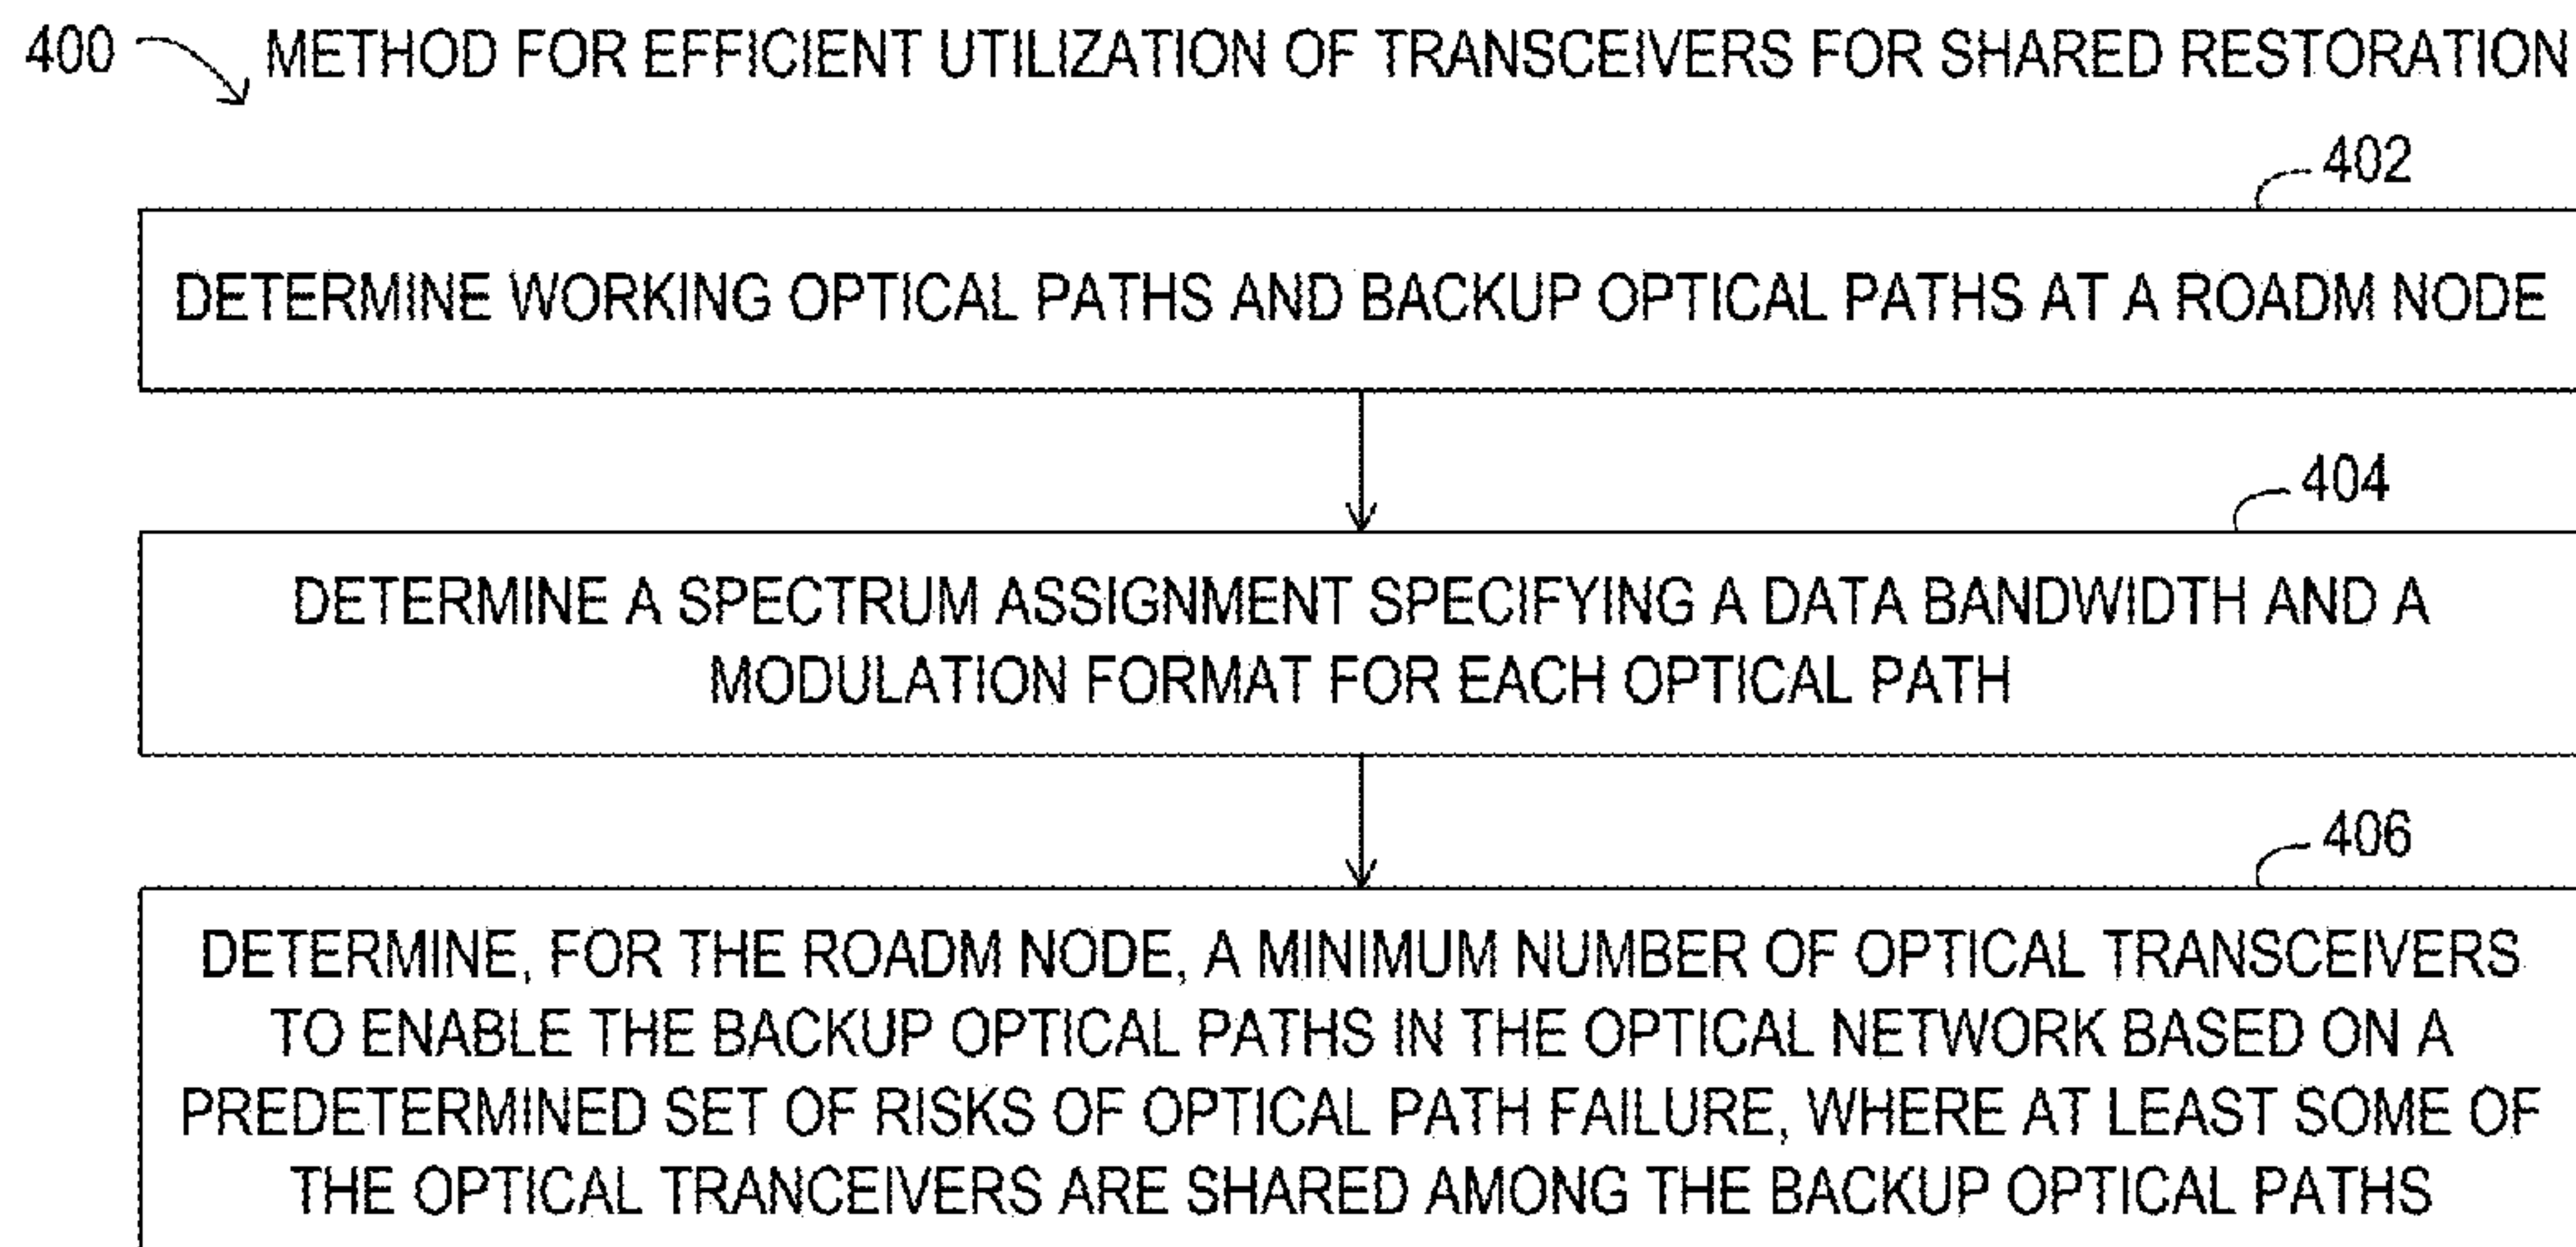 400 METHOD FOR EFFICIENT UTILIZATION OF TRANSCEIVERS FOR SHARED RESTORATION
402
DETERMINE WORKING OPTICAL PATHS AND BACKUP OPTICAL PATHS AT A ROADM NODE
404
DETERMINE A SPECTRUM ASSIGNMENT SPECIFYING A DATA BANDWIDTH AND A
MODULATION FORMAT FOR EACH OPTICAL PATH
406
DETERMINE, FOR THE ROADM NODE, A MINIMUM NUMBER OF OPTICAL TRANSCEIVERS
TO ENABLE THE BACKUP OPTICAL PATHS IN THE OPTICAL NETWORK BASED ON A
PREDETERMINED SET OF RISKS OF OPTICAL PATH FAILURE, WHERE AT LEAST SOME OF
THE OPTICAL TRANCEIVERS ARE SHARED AMONG THE BACKUP OPTICAL PATHS